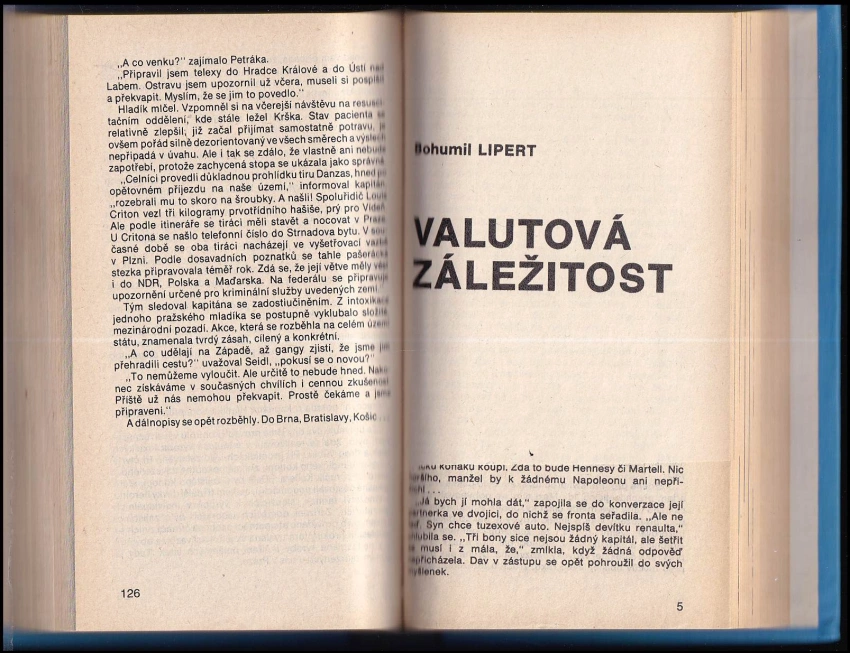 „A co venku?" zajímalo Petráka.
„Připravil jsem telexy do Hradce Králové a do Ústí nad
Labem. Ostravu jsem upozornil už včera, museli si pospíšit
a překvapit. Myslím, že se jim to povedlo."
Hladík mlčel. Vzpomněl si na včerejší návštěvu na resusci-
tačním oddělení, kde stále ležel Krška. Stav pacienta se
relativně zlepšil, již začal přijímat samostatně potravu, je
ovšem pořád silně dezorientovaný ve všech směrech a výslech
nepřipadá v úvahu. Ale i tak se zdálo, že vlastně ani nebude
zapotřebí, protože zachycená stopa se ukázala jako správná.
„Celníci provedli důkladnou prohlídku tiru Danzas, hned po
opětovném příjezdu na naše území," informoval kapitán,
„rozebrali mu to skoro na šroubky. A našli! Spoluřidič Louis
Criton vezl tři kilogramy prvotřídního hašiše, prý pro Vídeň.
Ale podle itineráře se tiráci měli stavět a nocovat v Praze.
U Critona se našlo telefonní číslo do Strnadova bytu. V sou-
časné době se oba tiráci nacházejí ve vyšetřovací vazbě
v Plzni. Podle dosavadních poznatků se tahle pašerácká
stezka připravovala téměř rok. Zdá se, že její větve měly vést
i do NDR, Polska a Maďarska. Na federálu se připravuje
upozornění určené pro kriminální služby uvedených zemí."
Tým sledoval kapitána se zadostiučiněním. Z intoxikace
jednoho pražského mladíka se postupně vyklubalo složité
mezinárodní pozadí. Akce, která se rozběhla na celém území
státu, znamenala tvrdý zásah, cílený a konkrétní.
„A co udělají na Západě, až gangy zjistí, že jsme jim
přehradili cestu?" uvažoval Seidl, „pokusí se o novou?"
„To nemůžeme vyloučit. Ale určitě to nebude hned. Nako-
nec získáváme v současných chvílích i cennou zkušenost.
Příště už nás nemohou překvapit. Prostě čekáme a jsme
připraveni."
A dálnopisy se opět rozběhly. Do Brna, Bratislavy, Košic . . .
126
Bohumil LIPERT
VALUTOVÁ
ZÁLEŽITOST
koňaku koupí. Zda to bude Hennesy či Martell. Nic
manžel by k žádnému Napoleonu ani nepři-
„Já bych jí mohla dát," zapojila se do konverzace její
partnerka ve dvojici, do nichž se fronta seřadila. „Ale ne
Syn chce tuzexové auto. Nejspíš devítku renaulta,"
se. „Tři bony sice nejsou žádný kapitál, ale šetřit
se musí i z mála, že," zmlkla, když žádná odpověď
nepřicházela. Dav v zástupu se opět pohroužil do svých
myšlenek.
5